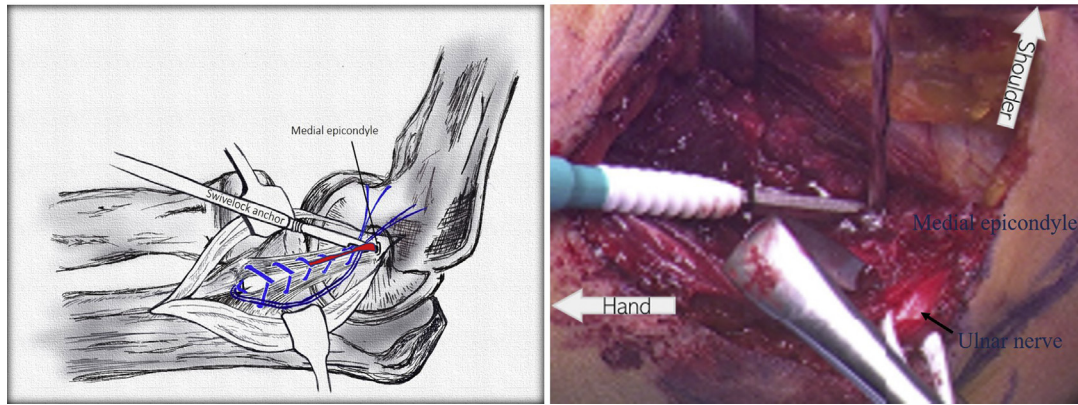 Medial epicondyle
Swivelock anchor
Shoulder
Medial epicondyle
Hand
Ulnar nerve